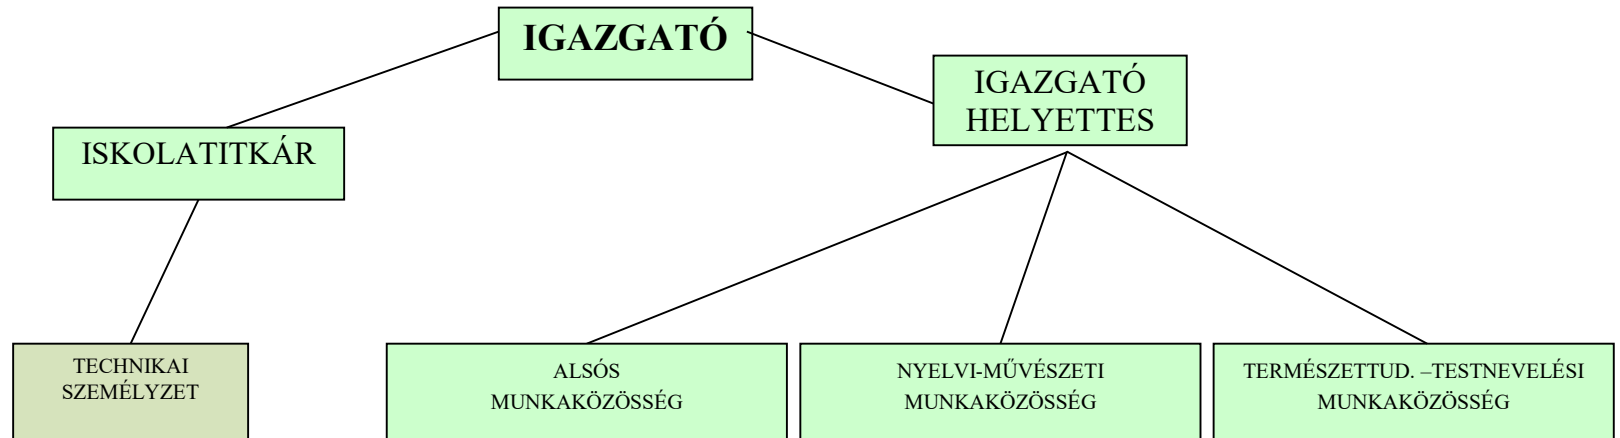 IGAZGATÓ
IGAZGATÓ
HELYETTES
ISKOLATITKÁR
TECHNIKAI
SZEMÉLYZET
ALSÓS
MUNKAKÖZÖSSÉG
NYELVI-MŰVÉSZETI
MUNKAKÖZÖSSÉG
TERMÉSZETTUD. –TESTNEVELÉSI
MUNKAKÖZÖSSÉG